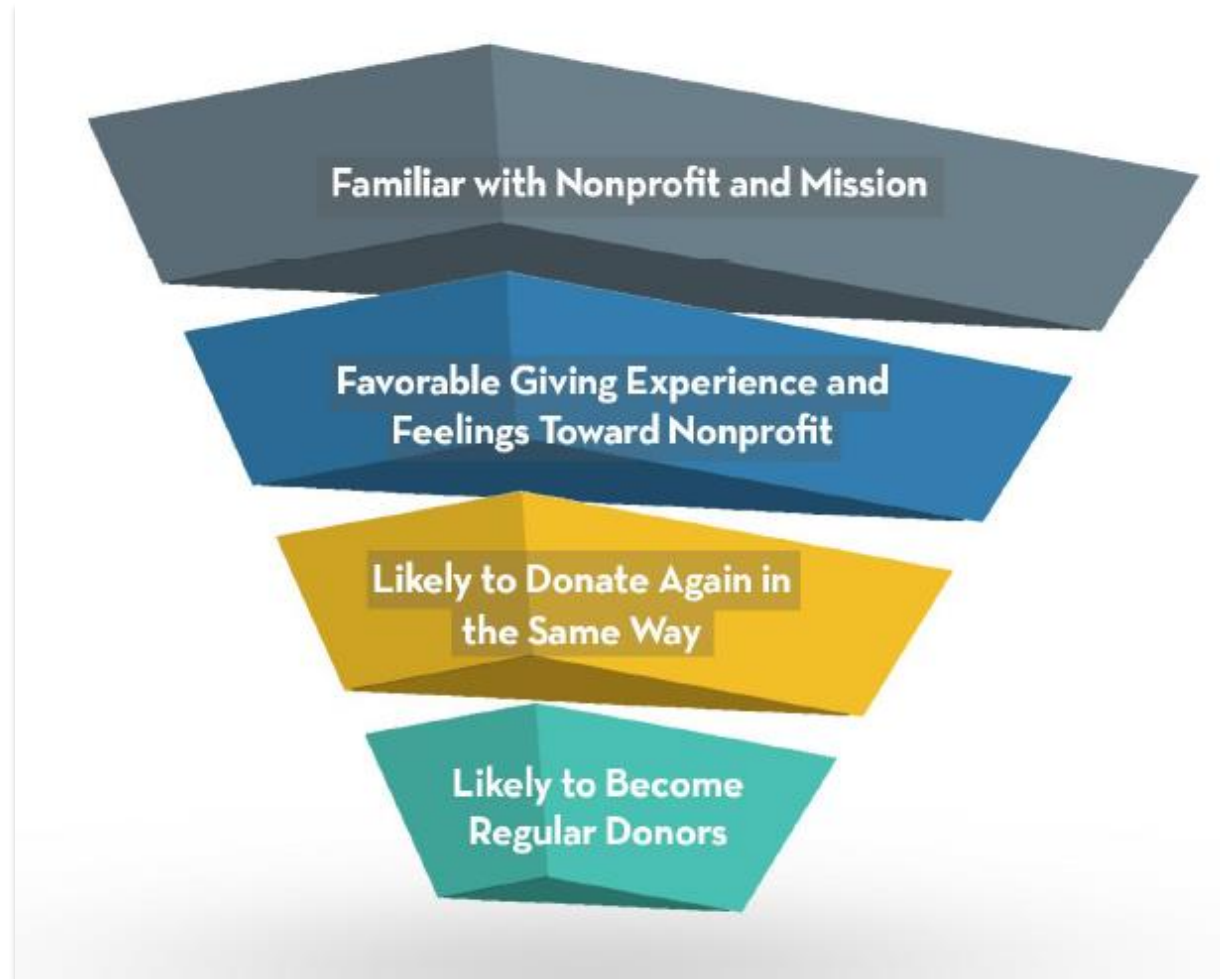 Familiar with Nonprofit and Mission
Favorable Giving Experience and
Feelings Toward Nonprofit
Likely to Donate Again in
the Same Way
Likely to Become
Regular Donors